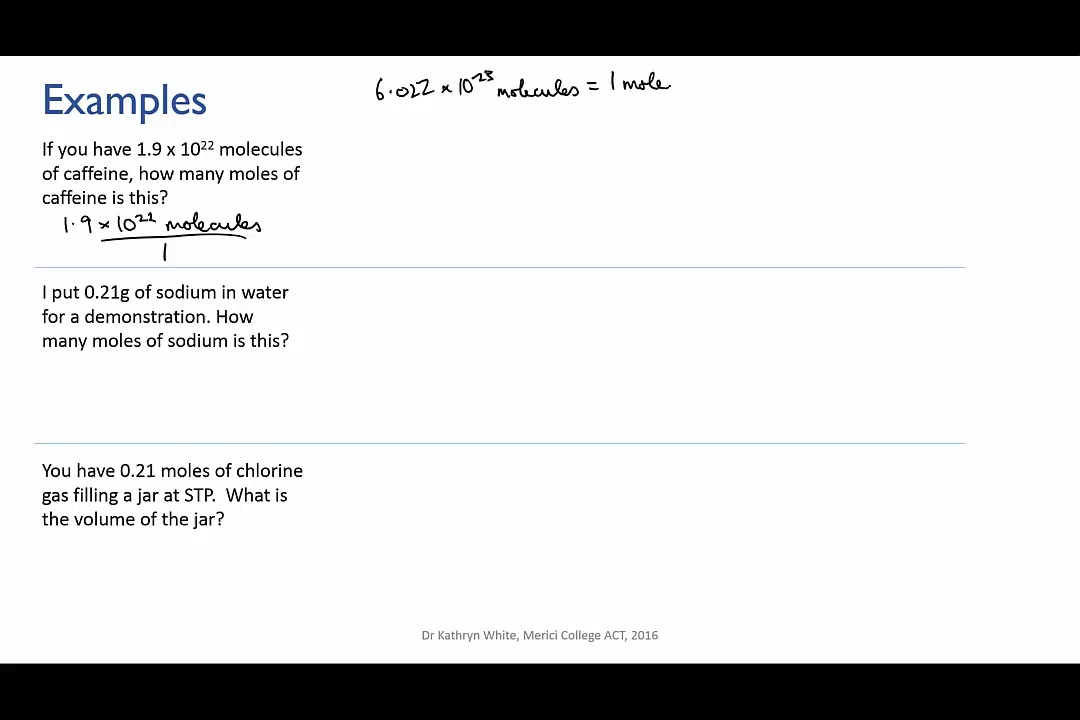 Examples
6.022 × 10²³ molecules = 1 mole
If you have 1.9 x 10²² molecules
of caffeine, how many moles of
caffeine is this?
1.9 × 10²² molecules
1
I put 0.21g of sodium in water
for a demonstration. How
many moles of sodium is this?
You have 0.21 moles of chlorine
gas filling a jar at STP. What is
the volume of the jar?
Dr Kathryn White, Merici College ACT, 2016